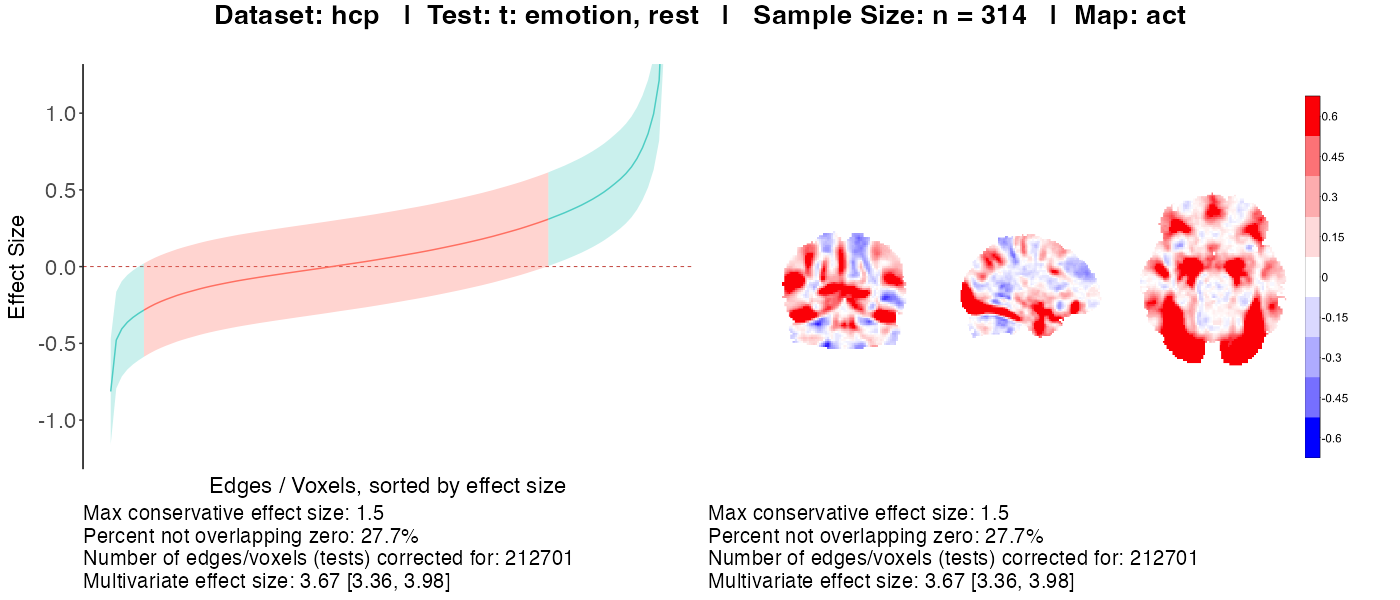 Dataset: hcp   |  Test: t: emotion, rest   |   Sample Size: n = 314   |  Map: act
Effect Size
1.0
0.5
0.0
-0.5
-1.0
Edges / Voxels, sorted by effect size
Max conservative effect size: 1.5
Percent not overlapping zero: 27.7%
Number of edges/voxels (tests) corrected for: 212701
Multivariate effect size: 3.67 [3.36, 3.98]
0.6
0.45
0.3
0.15
0
-0.15
-0.3
-0.45
-0.6
Max conservative effect size: 1.5
Percent not overlapping zero: 27.7%
Number of edges/voxels (tests) corrected for: 212701
Multivariate effect size: 3.67 [3.36, 3.98]